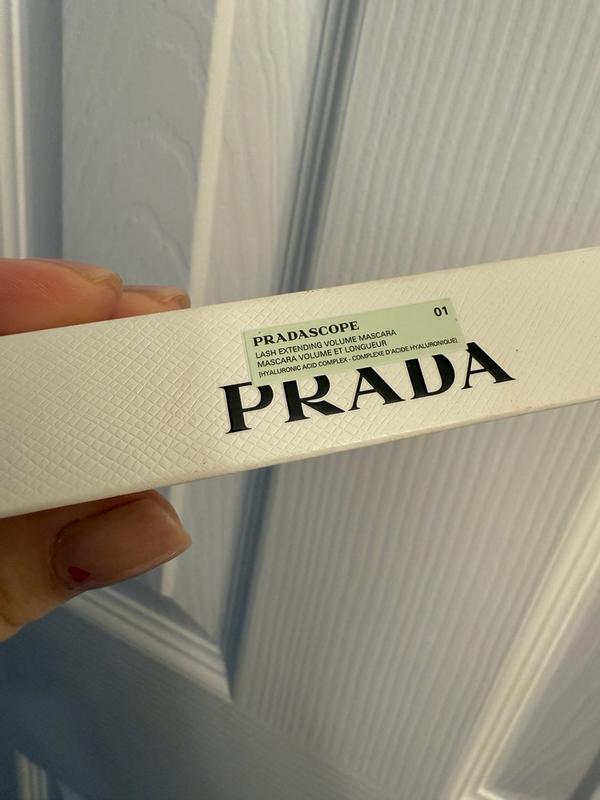 PRADASCOPE 01
LASH EXTENDING VOLUME MASCARA
MASCARA VOLUME ET LONGUEUR
[HYALURONIC ACID COMPLEX - COMPLEXE D'ACIDE HYALURONIQUE]
PRADA